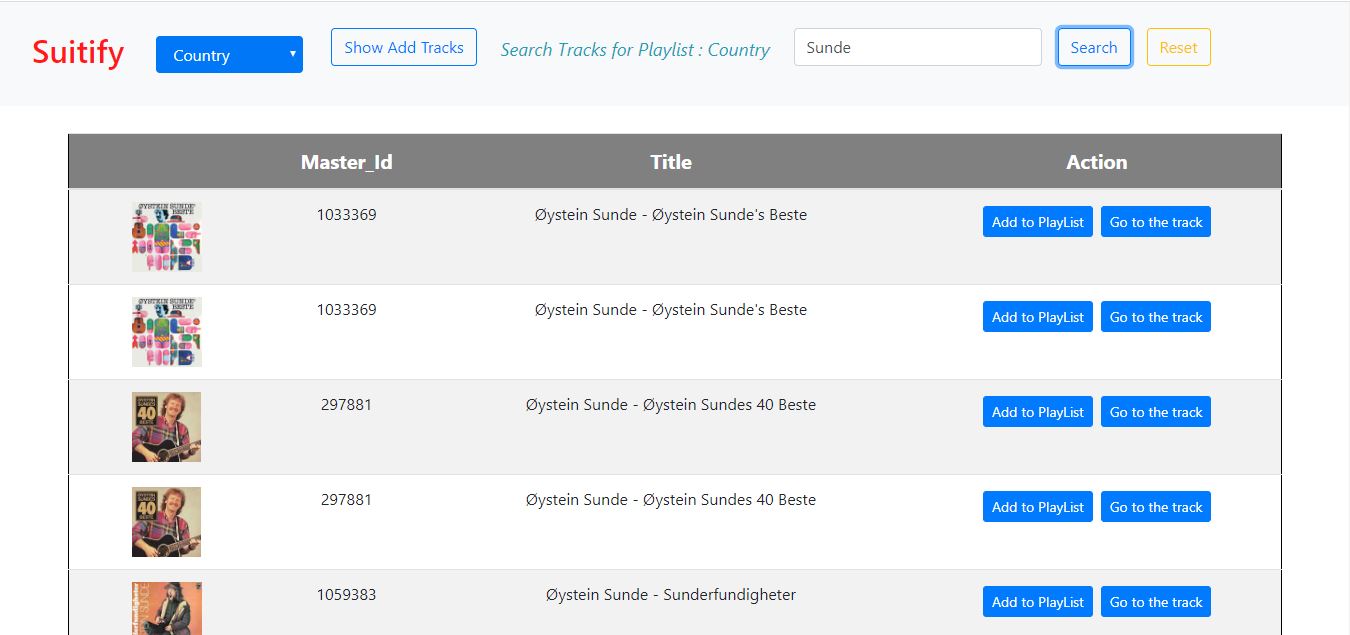 Suitify
Country
Show Add Tracks
Search Tracks for Playlist : Country
Sunde
Search
Reset
Master_Id Title Action
ØYSTEIN SUNDE'
BESTE
1033369 Øystein Sunde - Øystein Sunde's Beste Add to PlayList Go to the track
ØYSTEIN SUNDE'
BESTE
1033369 Øystein Sunde - Øystein Sunde's Beste Add to PlayList Go to the track
ØYSTEIN
SUNDES
40
BESTE
297881 Øystein Sunde - Øystein Sundes 40 Beste Add to PlayList Go to the track
ØYSTEIN
SUNDES
40
BESTE
297881 Øystein Sunde - Øystein Sundes 40 Beste Add to PlayList Go to the track
1059383 Øystein Sunde - Sunderfundigheter Add to PlayList Go to the track